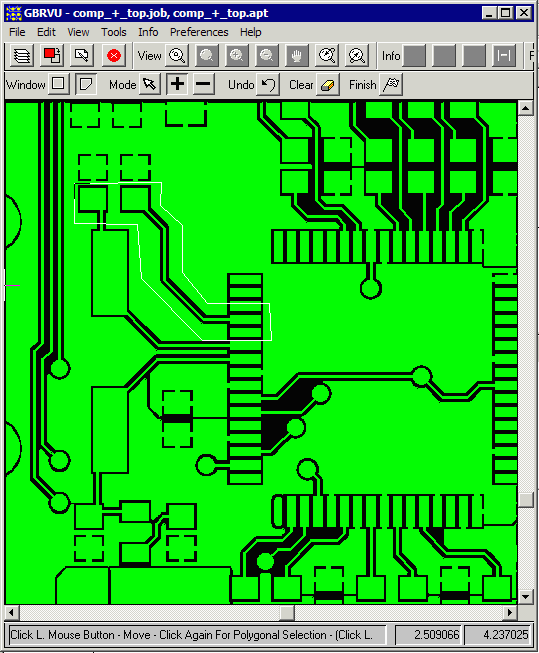 GBRVU - comp_+_top.job, comp_+_top.apt
File Edit View Tools Info Preferences Help
View Info F
Window Mode Undo Clear Finish
Click L. Mouse Button - Move - Click Again For Polygonal Selection - (Click L. 2.509066 4.237025